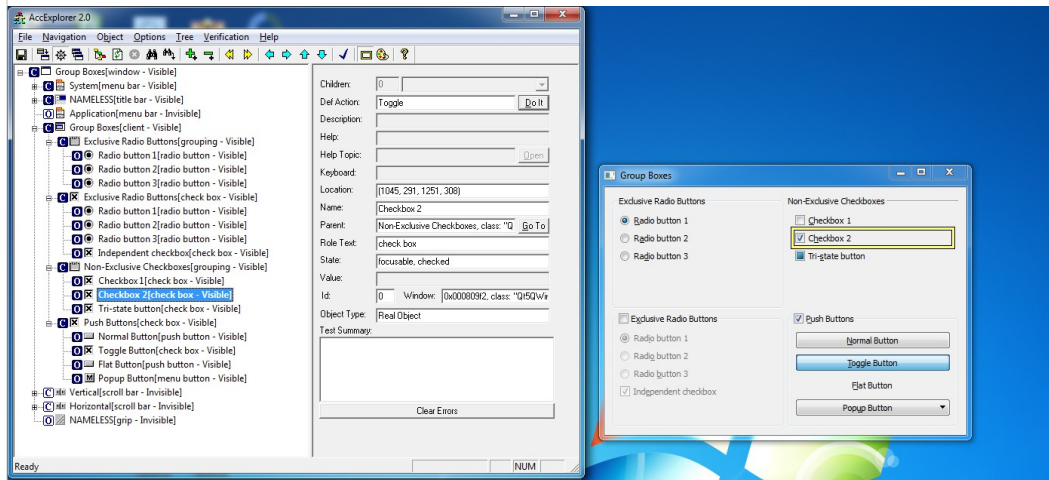 AccExplorer 2.0
File Navigation Object Options Tree Verification Help
Group Boxes[window - Visible]
System[menu bar - Visible]
NAMELESS[title bar - Visible]
Application[menu bar - Invisible]
Group Boxes[client - Visible]
Exclusive Radio Buttons[grouping - Visible]
Radio button 1[radio button - Visible]
Radio button 2[radio button - Visible]
Radio button 3[radio button - Visible]
Exclusive Radio Buttons[check box - Visible]
Radio button 1[radio button - Visible]
Radio button 2[radio button - Visible]
Radio button 3[radio button - Visible]
Independent checkbox[check box - Visible]
Non-Exclusive Checkboxes[grouping - Visible]
Checkbox 1[check box - Visible]
Checkbox 2[check box - Visible]
Tri-state button[check box - Visible]
Push Buttons[check box - Visible]
Normal Button[push button - Visible]
Toggle Button[check box - Visible]
Flat Button[push button - Visible]
Popup Button[menu button - Visible]
Vertical[scroll bar - Invisible]
Horizontal[scroll bar - Invisible]
NAMELESS[grip - Invisible]
Children: 0
Def Action: Toggle Do It
Description:
Help:
Help Topic: Open
Keyboard:
Location: (1045, 291, 1251, 308)
Name: Checkbox 2
Parent: Non-Exclusive Checkboxes, class: "Q Go To
Role Text: check box
State: focusable, checked
Value:
Id: 0 Window: 0x000809f2, class: "Qt5QWir
Object Type: Real Object
Test Summary:
Clear Errors
Ready NUM
Group Boxes
Exclusive Radio Buttons
Radio button 1
Radio button 2
Radio button 3
Non-Exclusive Checkboxes
Checkbox 1
Checkbox 2
Tri-state button
Exclusive Radio Buttons
Radio button 1
Radio button 2
Radio button 3
Independent checkbox
Push Buttons
Normal Button
Toggle Button
Flat Button
Popup Button